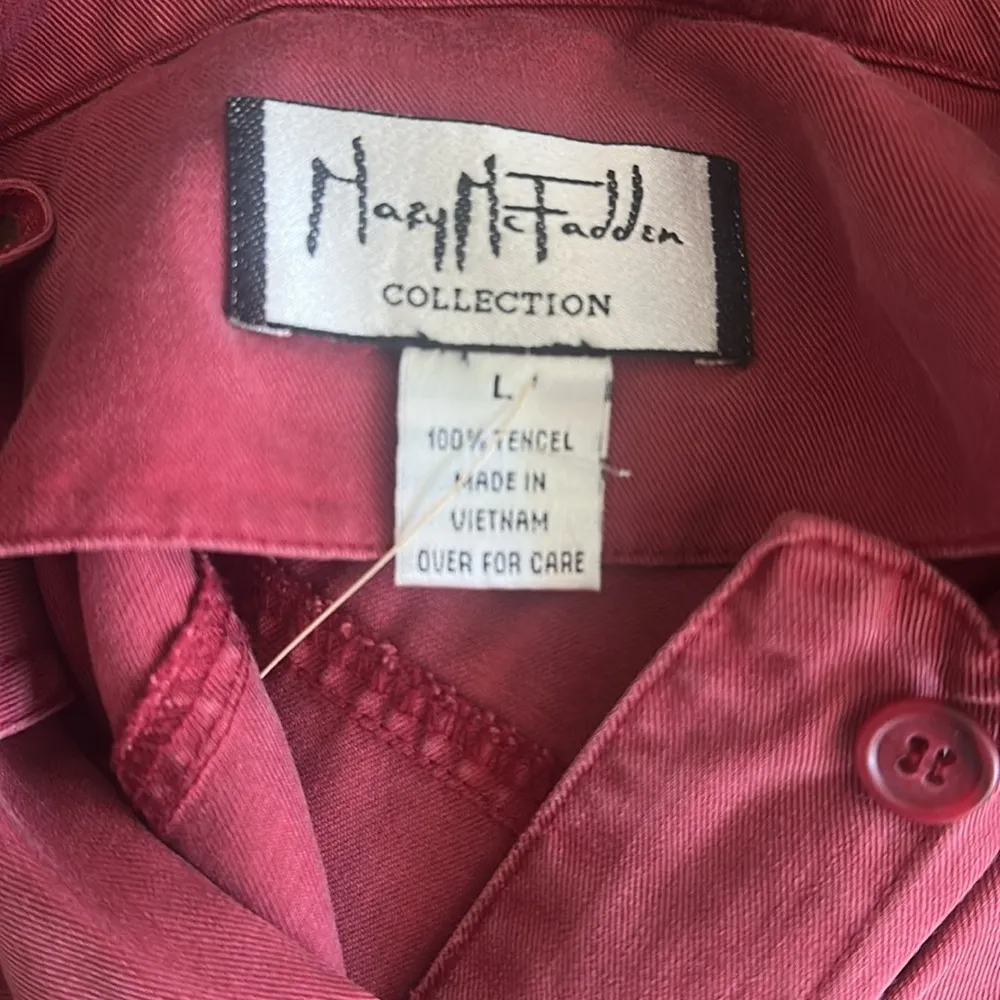 Mary McFadden
COLLECTION
L
100% TENCEL
MADE IN
VIETNAM
OVER FOR CARE